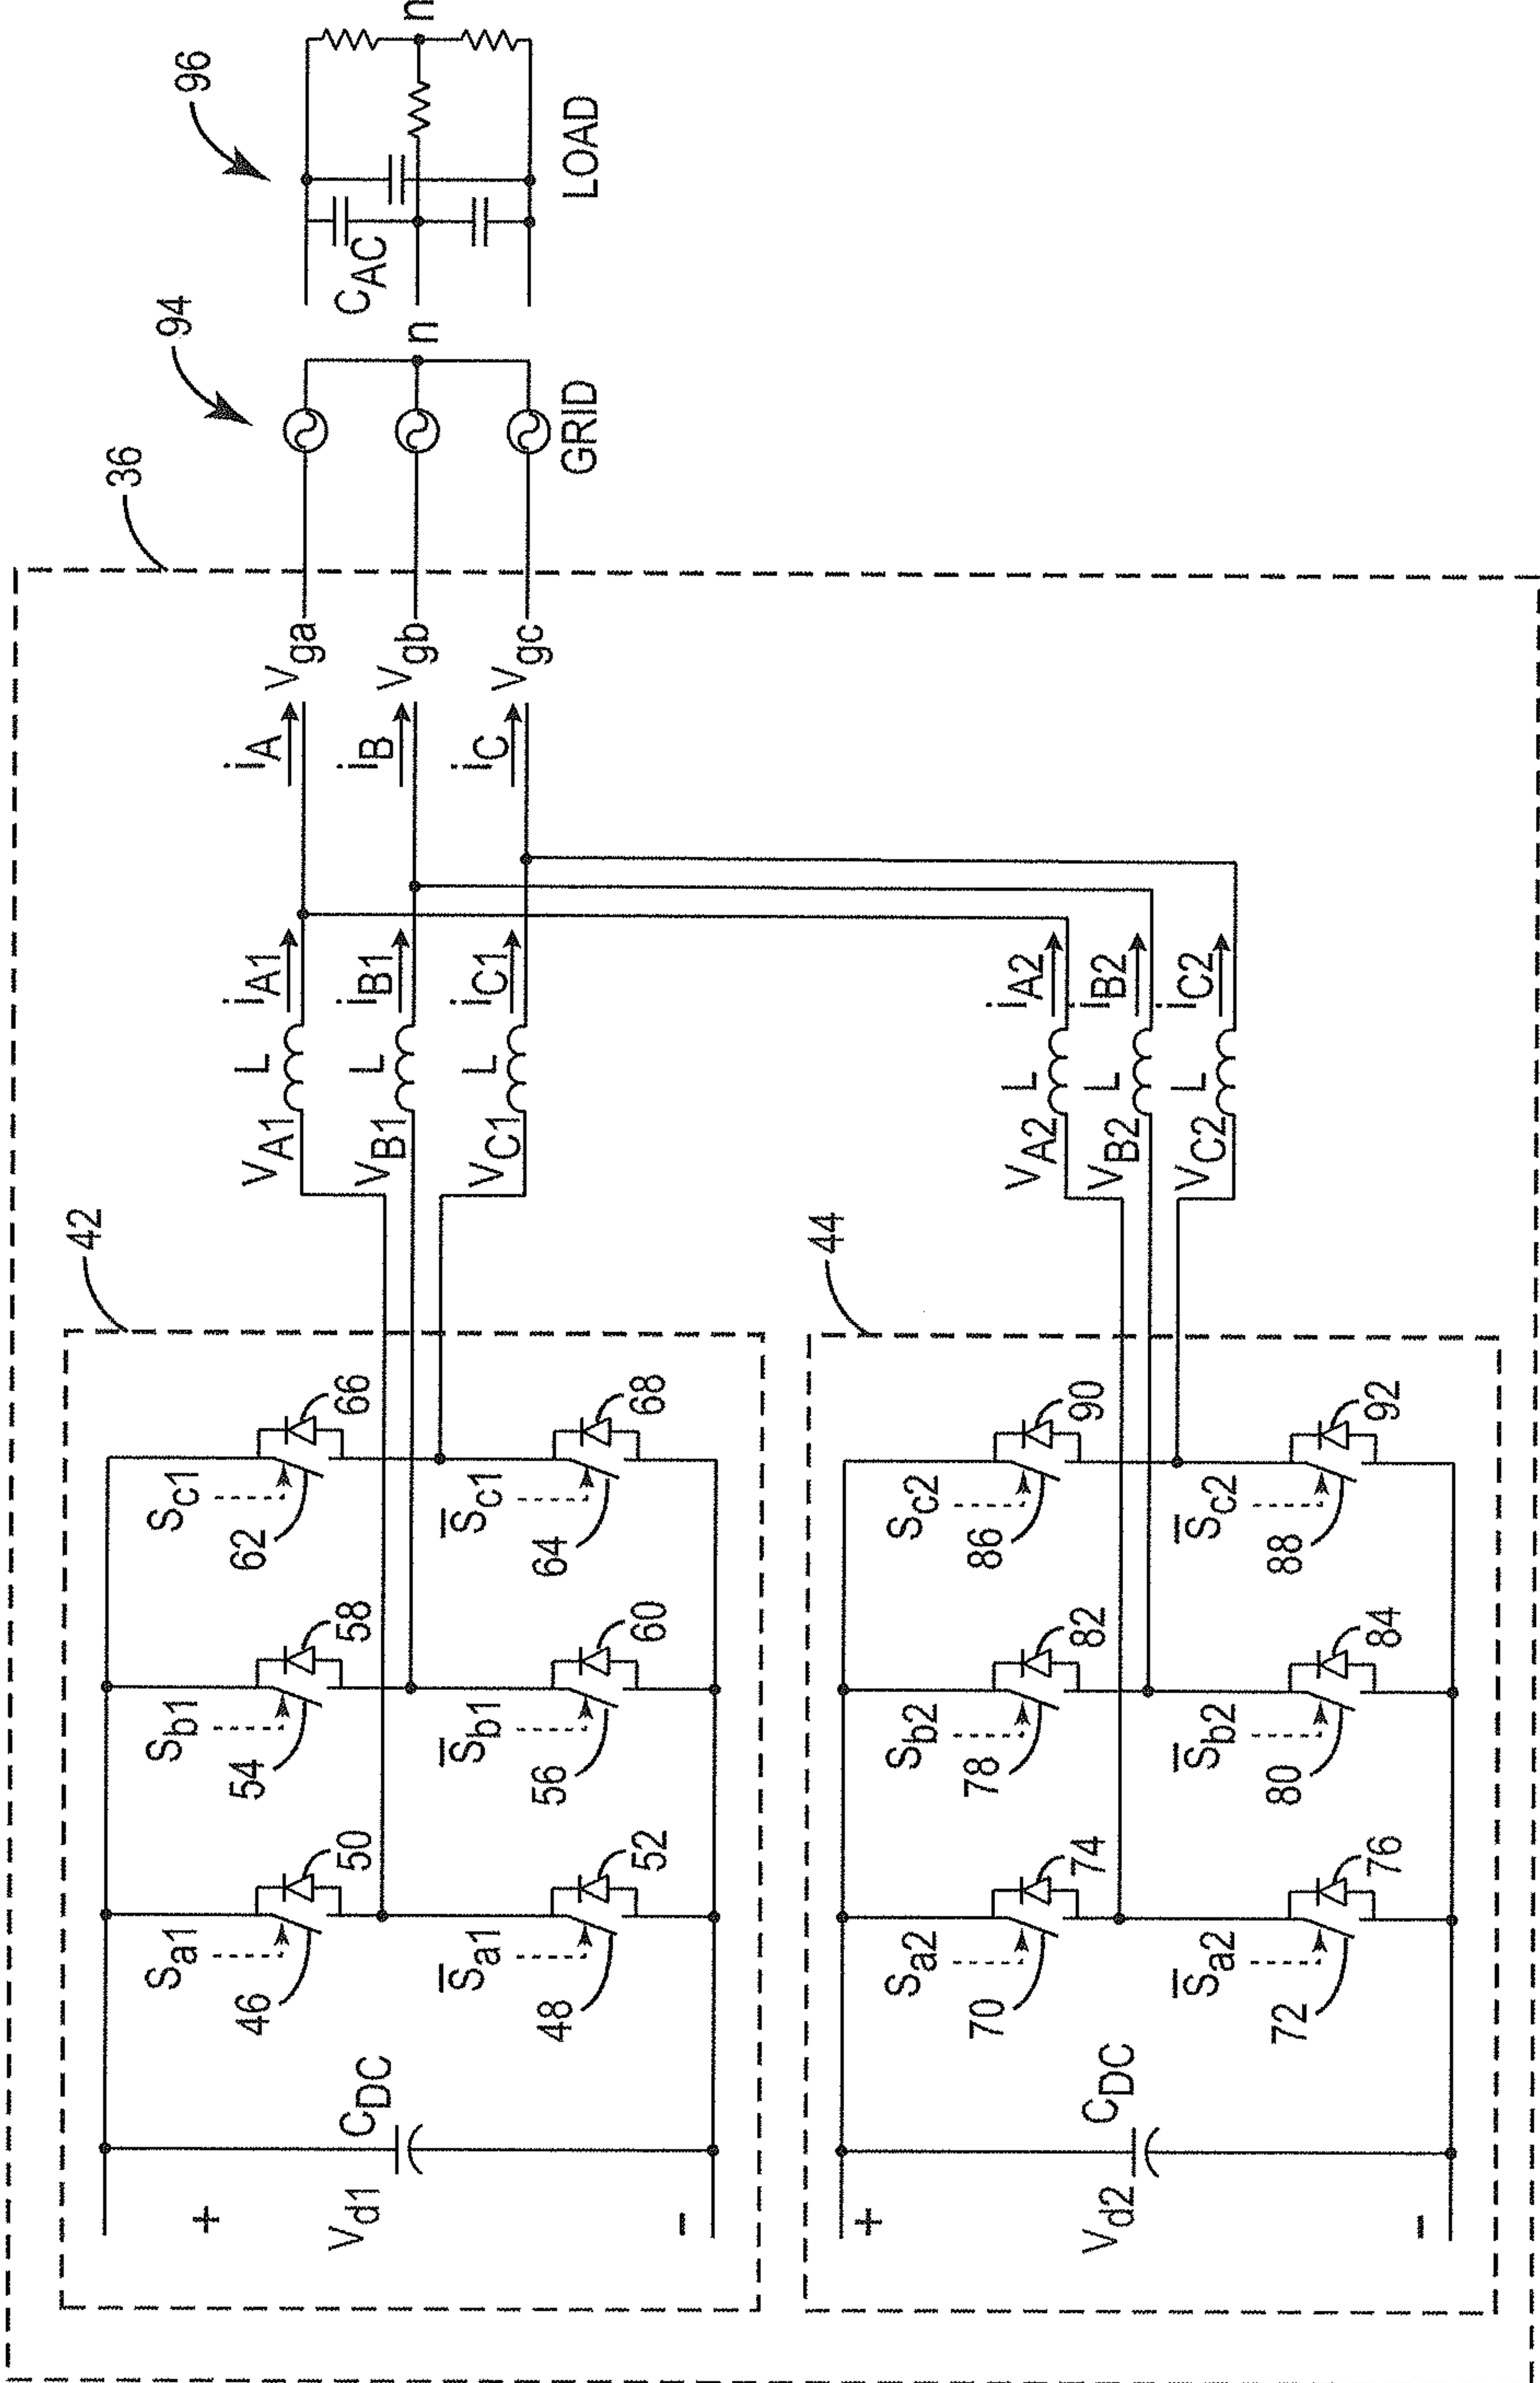 36
94
96
42
+
V_d1
-
C_DC
S_a1
46
50
S̅_a1
48
52
S_b1
54
58
S̅_b1
56
60
S_c1
62
66
S̅_c1
64
68
V_A1
L
i_A1
V_B1
L
i_B1
V_C1
L
i_C1
i_A
V_ga
i_B
V_gb
i_C
V_gc
n
GRID
C_AC
n
LOAD
44
+
V_d2
-
C_DC
S_a2
70
74
S̅_a2
72
76
S_b2
78
82
S̅_b2
80
84
S_c2
86
90
S̅_c2
88
92
V_A2
L
i_A2
V_B2
L
i_B2
V_C2
L
i_C2